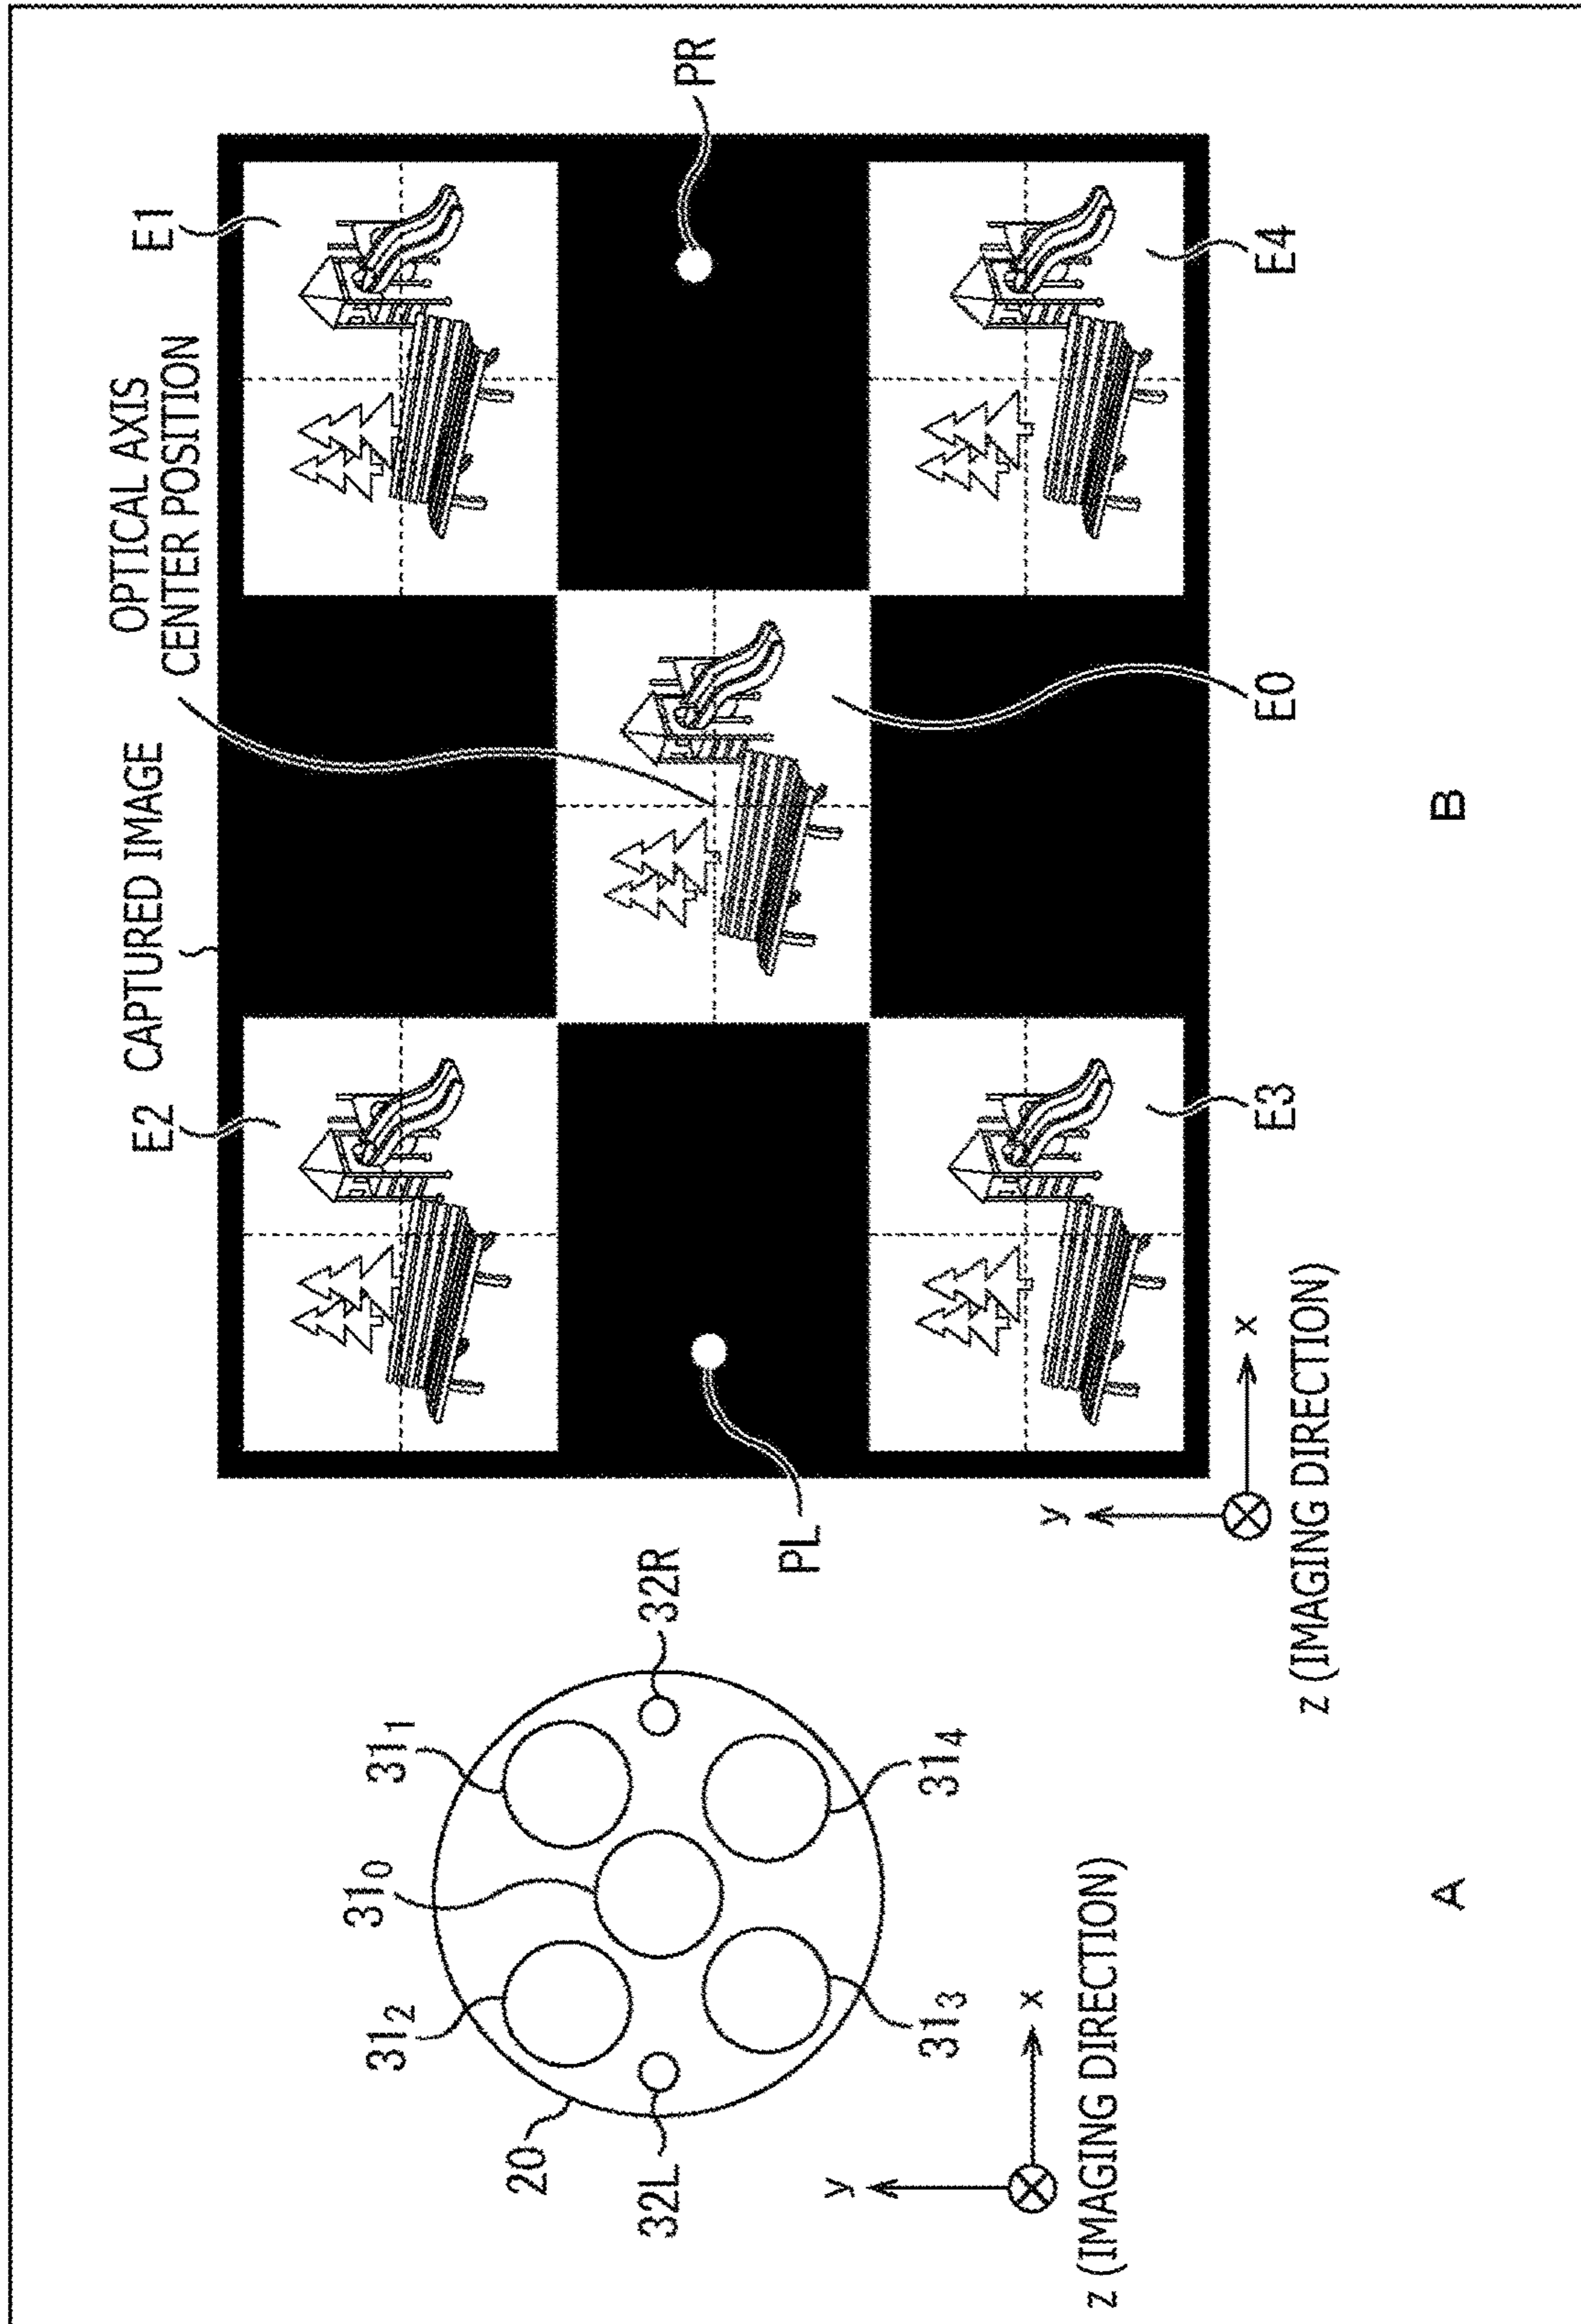 31₂
31₀
31₁
20
32L
32R
31₃
31₄
y
x
z (IMAGING DIRECTION)
A
E2
CAPTURED IMAGE
OPTICAL AXIS
CENTER POSITION
E1
PL
PR
E3
E0
E4
y
x
z (IMAGING DIRECTION)
B